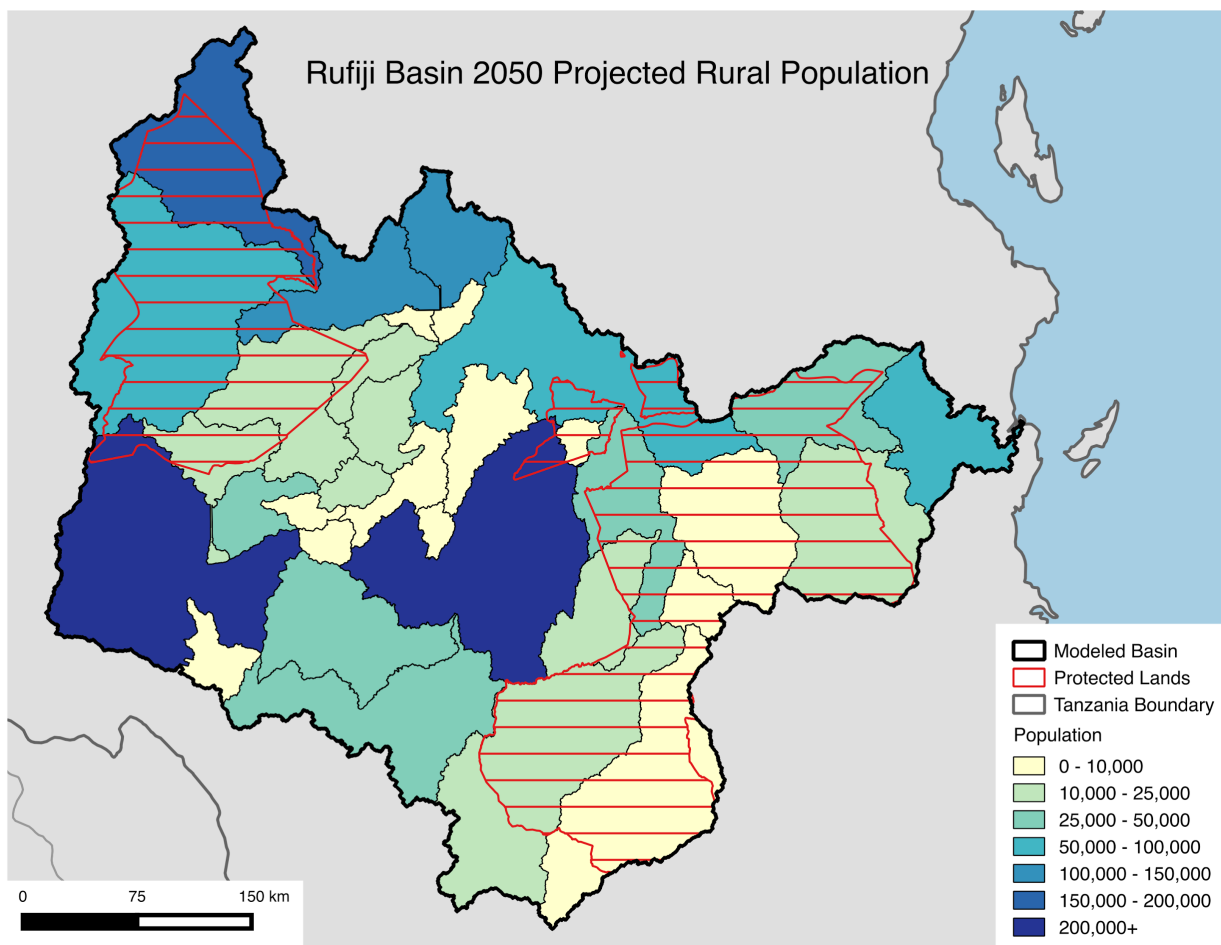 Rufiji Basin 2050 Projected Rural Population
Modeled Basin
Protected Lands
Tanzania Boundary
Population
0 - 10,000
10,000 - 25,000
25,000 - 50,000
50,000 - 100,000
100,000 - 150,000
150,000 - 200,000
200,000+
0 75 150 km